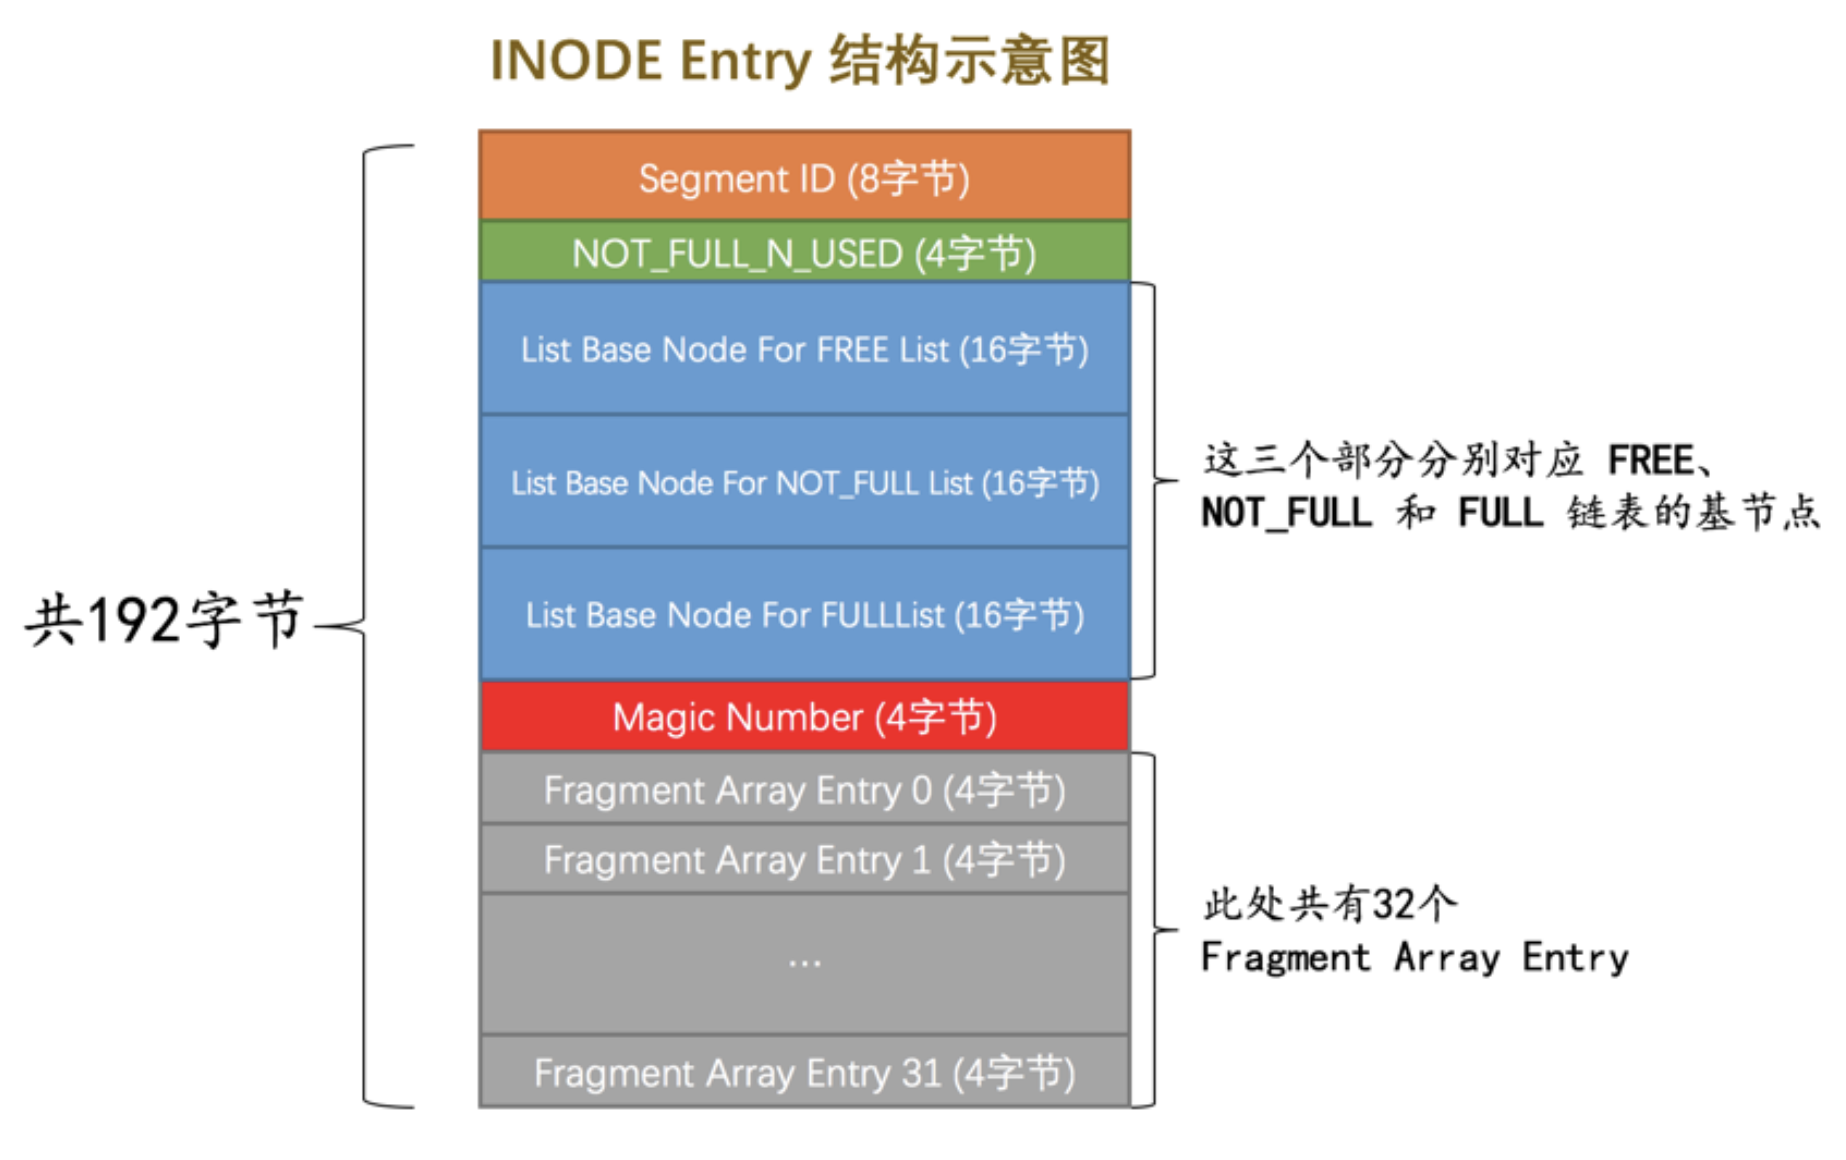 INODE Entry 结构示意图
Segment ID (8字节)
NOT_FULL_N_USED (4字节)
List Base Node For FREE List (16字节)
List Base Node For NOT_FULL List (16字节)
List Base Node For FULLList (16字节)
这三个部分分别对应 FREE、
NOT_FULL 和 FULL 链表的基节点
共192字节
Magic Number (4字节)
Fragment Array Entry 0 (4字节)
Fragment Array Entry 1 (4字节)
...
Fragment Array Entry 31 (4字节)
此处共有32个
Fragment Array Entry